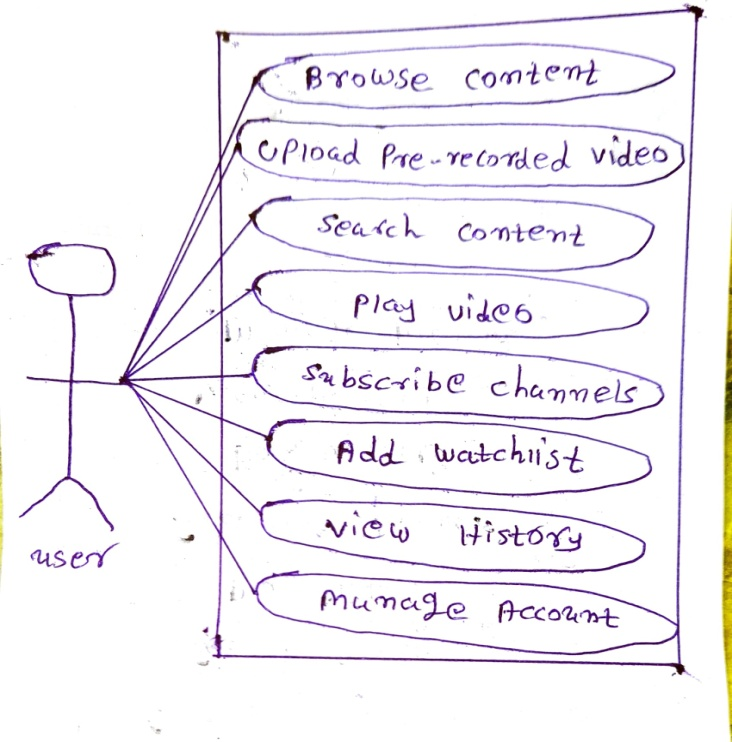 Browse content
Upload Pre-recorded video
Search content
Play video
Subscribe channels
Add watchlist
user
View History
Manage Account